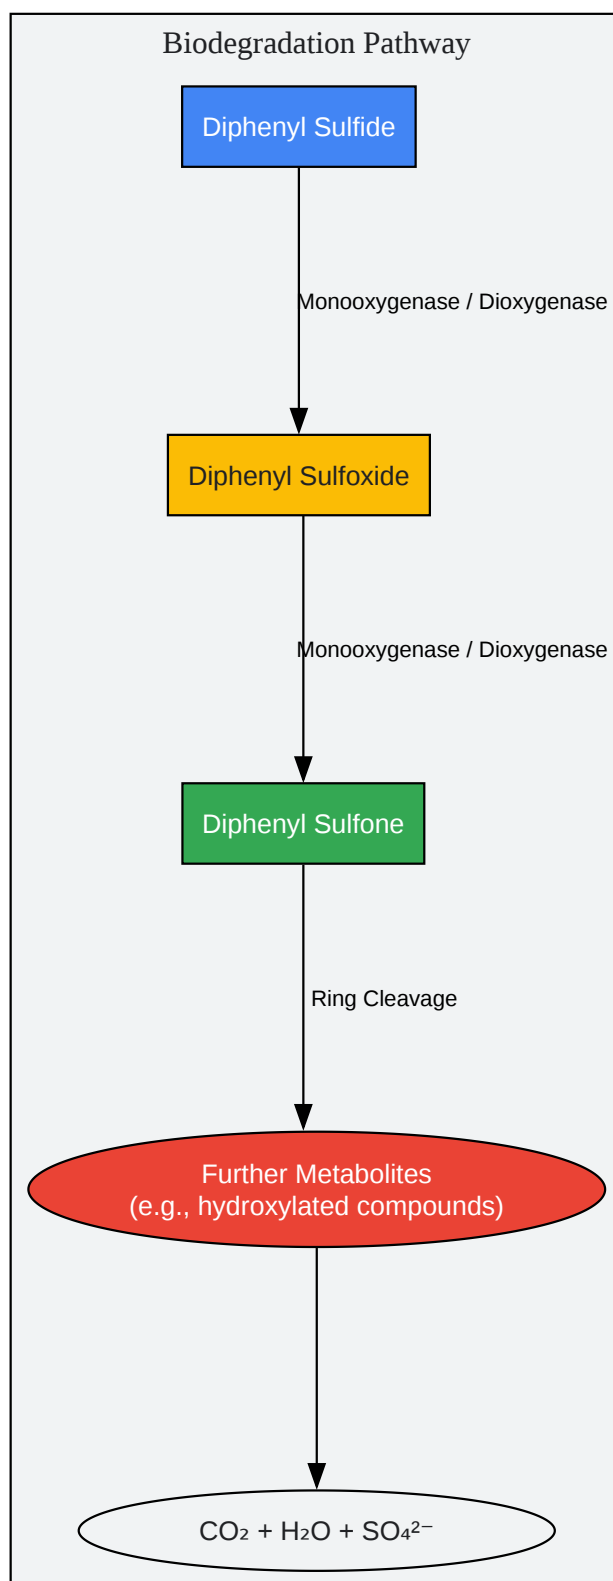 Biodegradation Pathway
Diphenyl Sulfide
Monooxygenase / Dioxygenase
Diphenyl Sulfoxide
Monooxygenase / Dioxygenase
Diphenyl Sulfone
Ring Cleavage
Further Metabolites
(e.g., hydroxylated compounds)
CO₂ + H₂O + SO₄²⁻